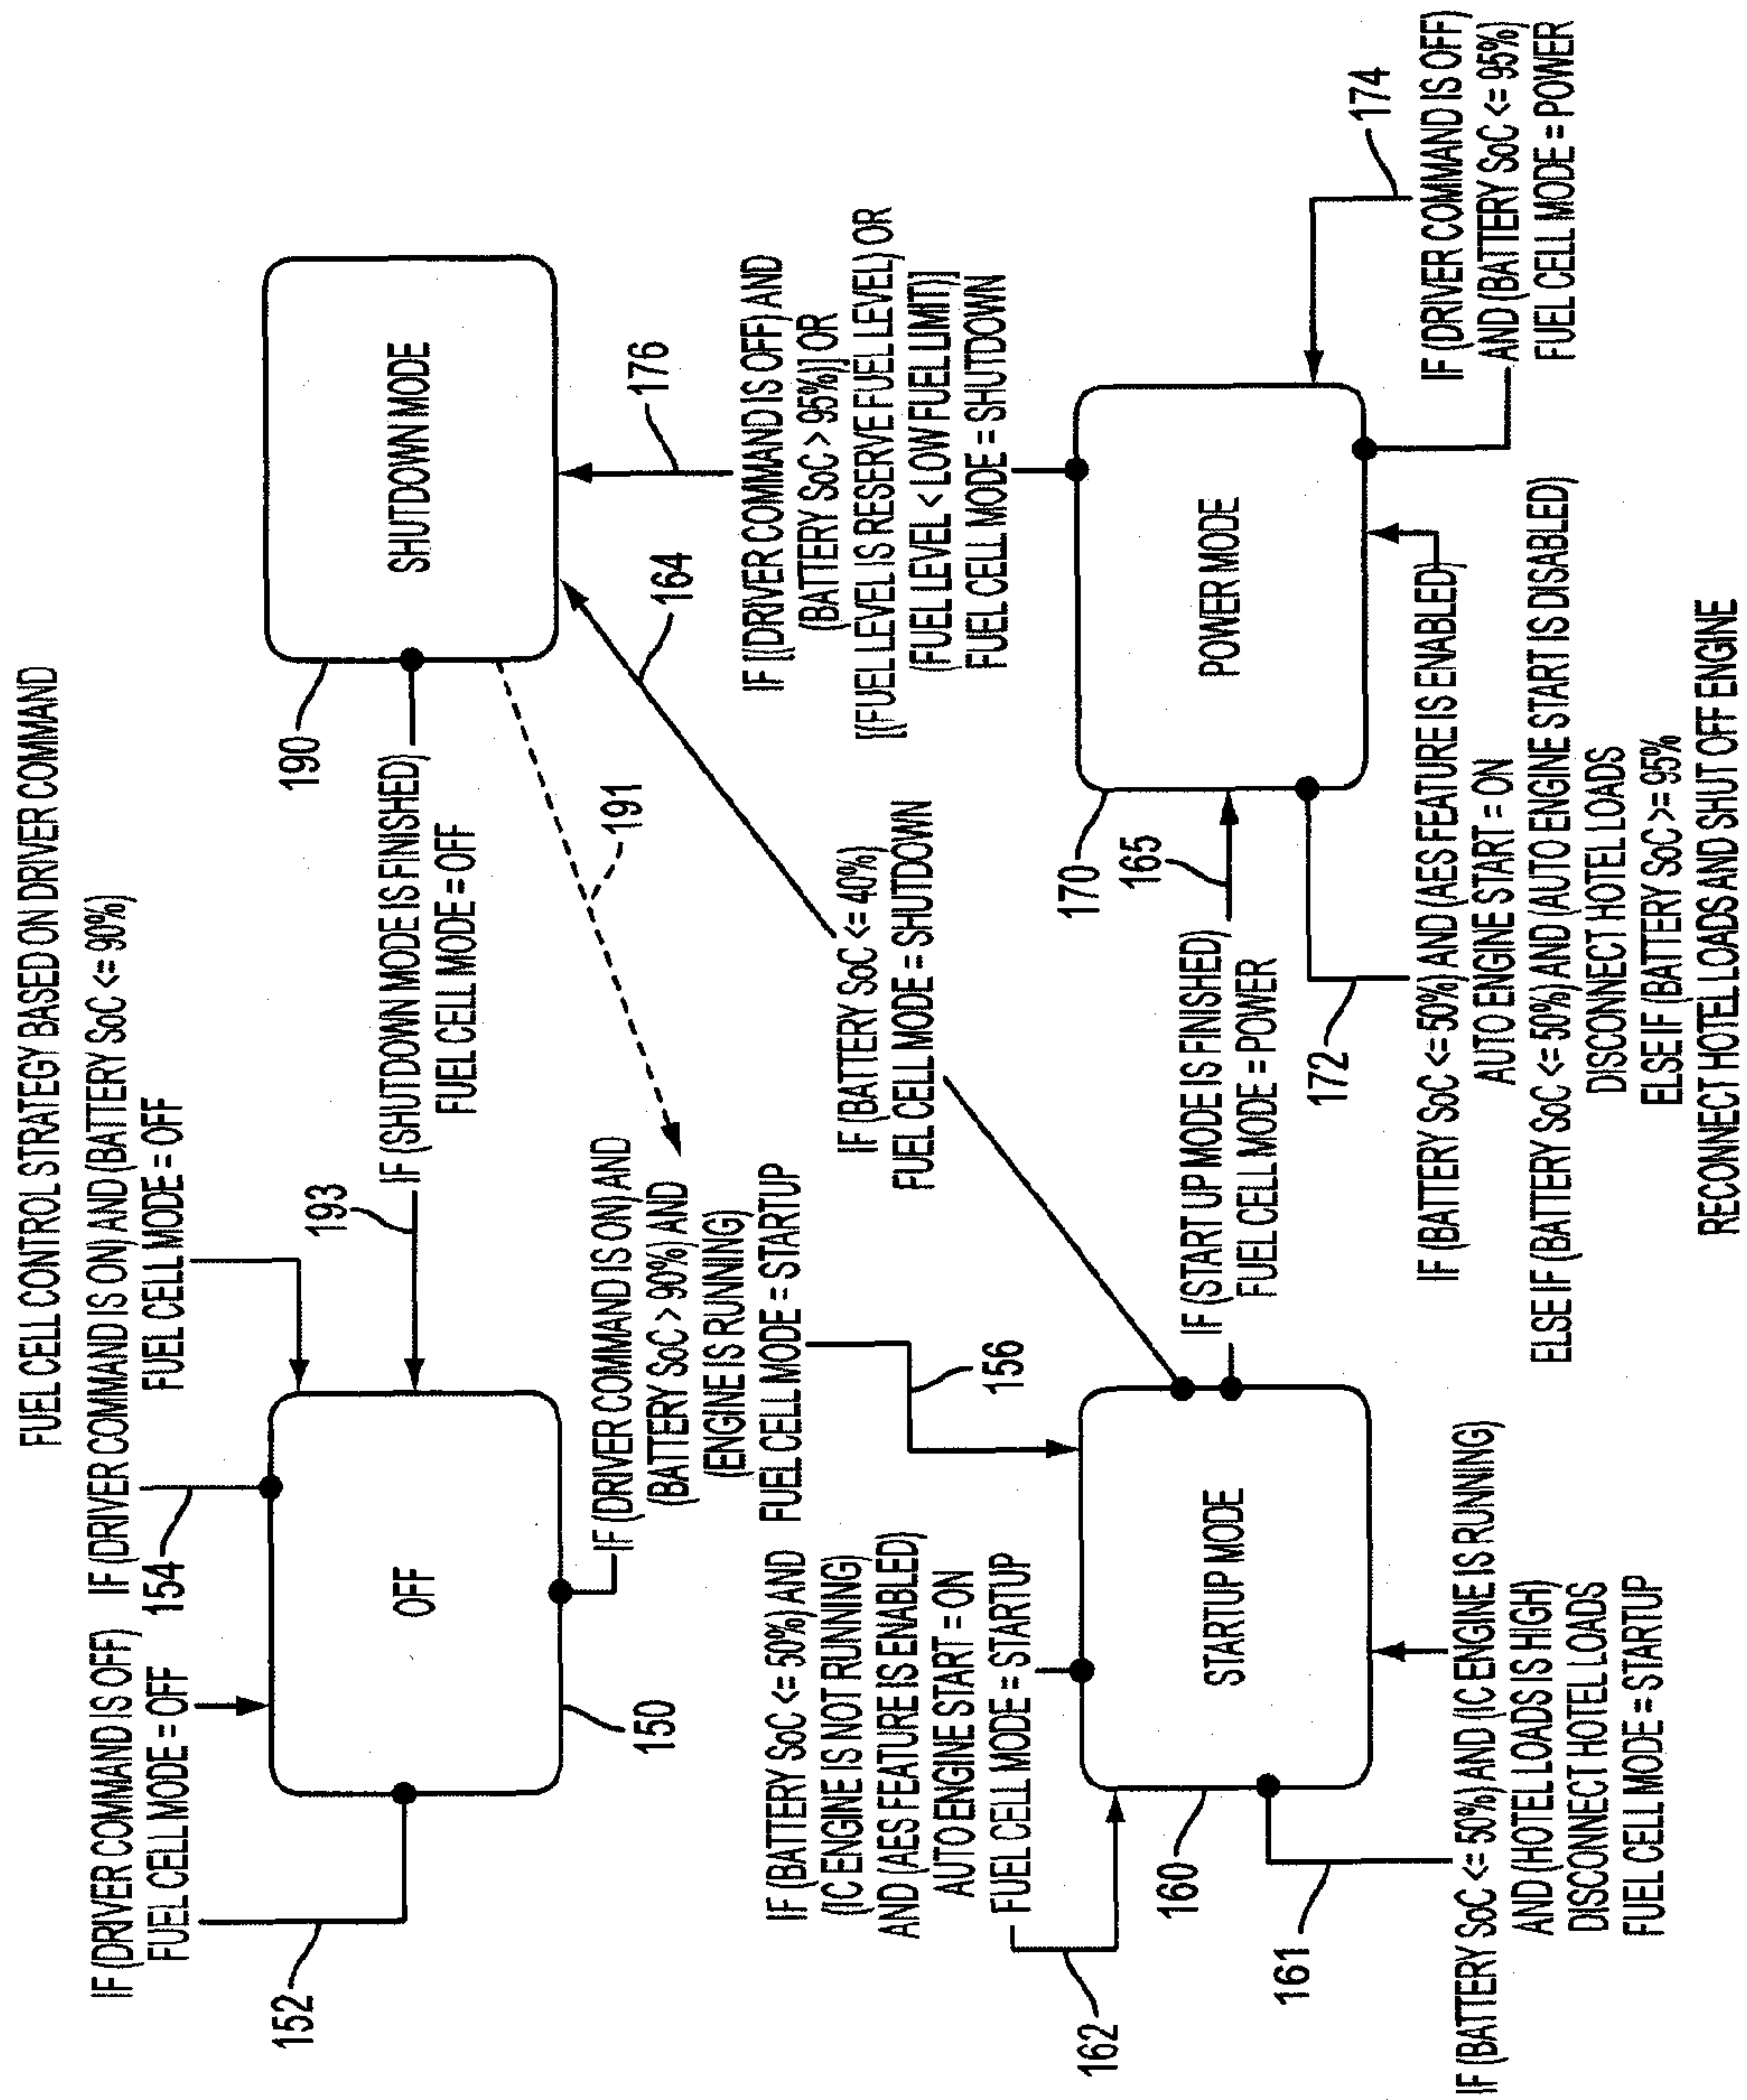 FUEL CELL CONTROL STRATEGY BASED ON DRIVER COMMAND
IF (DRIVER COMMAND IS OFF)
FUEL CELL MODE = OFF
152
IF (DRIVER COMMAND IS ON) AND (BATTERY SoC <= 90%)
FUEL CELL MODE = OFF
154
OFF
150
193
IF (SHUTDOWN MODE IS FINISHED)
FUEL CELL MODE = OFF
190
SHUTDOWN MODE
191
IF (DRIVER COMMAND IS ON) AND
(BATTERY SoC > 90%) AND
(ENGINE IS RUNNING)
FUEL CELL MODE = STARTUP
156
164
176
IF [(DRIVER COMMAND IS OFF) AND
(BATTERY SoC > 95%)] OR
[(FUEL LEVEL IS RESERVE FUEL LEVEL) OR
(FUEL LEVEL < LOW FUEL LIMIT)]
FUEL CELL MODE = SHUTDOWN
IF (BATTERY SoC <= 40%)
FUEL CELL MODE = SHUTDOWN
IF (BATTERY SoC <= 50%) AND
(IC ENGINE IS NOT RUNNING)
AND (AES FEATURE IS ENABLED)
AUTO ENGINE START = ON
FUEL CELL MODE = STARTUP
162
160
STARTUP MODE
161
IF (START UP MODE IS FINISHED)
FUEL CELL MODE = POWER
165
170
POWER MODE
172
174
IF (DRIVER COMMAND IS OFF)
AND (BATTERY SoC <= 95%)
FUEL CELL MODE = POWER
IF (BATTERY SoC <= 50%) AND (IC ENGINE IS RUNNING)
AND (HOTEL LOADS IS HIGH)
DISCONNECT HOTEL LOADS
FUEL CELL MODE = STARTUP
IF (BATTERY SoC <=50%) AND (AES FEATURE IS ENABLED)
AUTO ENGINE START = ON
ELSE IF (BATTERY SoC <= 50%) AND (AUTO ENGINE START IS DISABLED)
DISCONNECT HOTEL LOADS
ELSE IF (BATTERY SoC >= 95%
RECONNECT HOTEL LOADS AND SHUT OFF ENGINE